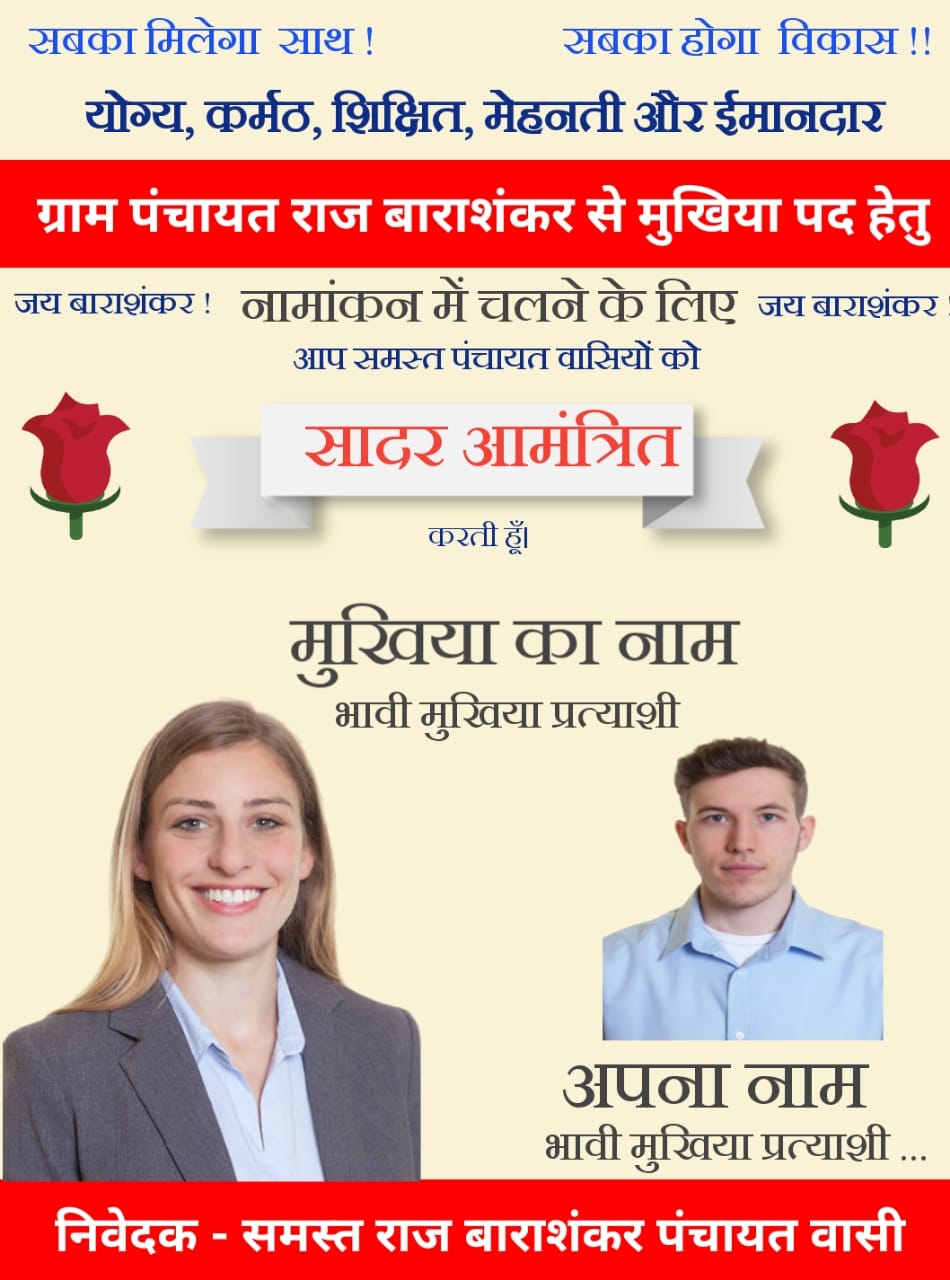 सबका मिलेगा साथ ! सबका होगा विकास !!
योग्य, कर्मठ, शिक्षित, मेहनती और ईमानदार
ग्राम पंचायत राज बाराशंकर से मुखिया पद हेतु
जय बाराशंकर ! नामांकन में चलने के लिए जय बाराशंकर !
आप समस्त पंचायत वासियों को
सादर आमंत्रित
करती हूँ।
मुखिया का नाम
भावी मुखिया प्रत्याशी
अपना नाम
भावी मुखिया प्रत्याशी ...
निवेदक - समस्त राज बाराशंकर पंचायत वासी